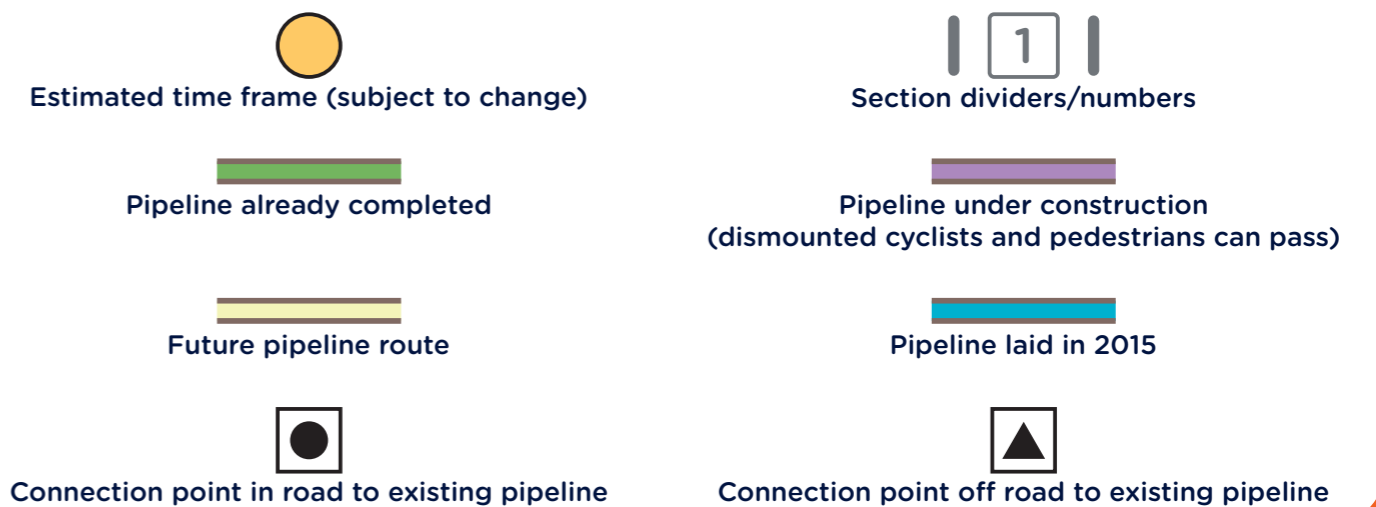 1
Estimated time frame (subject to change)
Section dividers/numbers
Pipeline already completed
Pipeline under construction
(dismounted cyclists and pedestrians can pass)
Future pipeline route
Pipeline laid in 2015
Connection point in road to existing pipeline
Connection point off road to existing pipeline